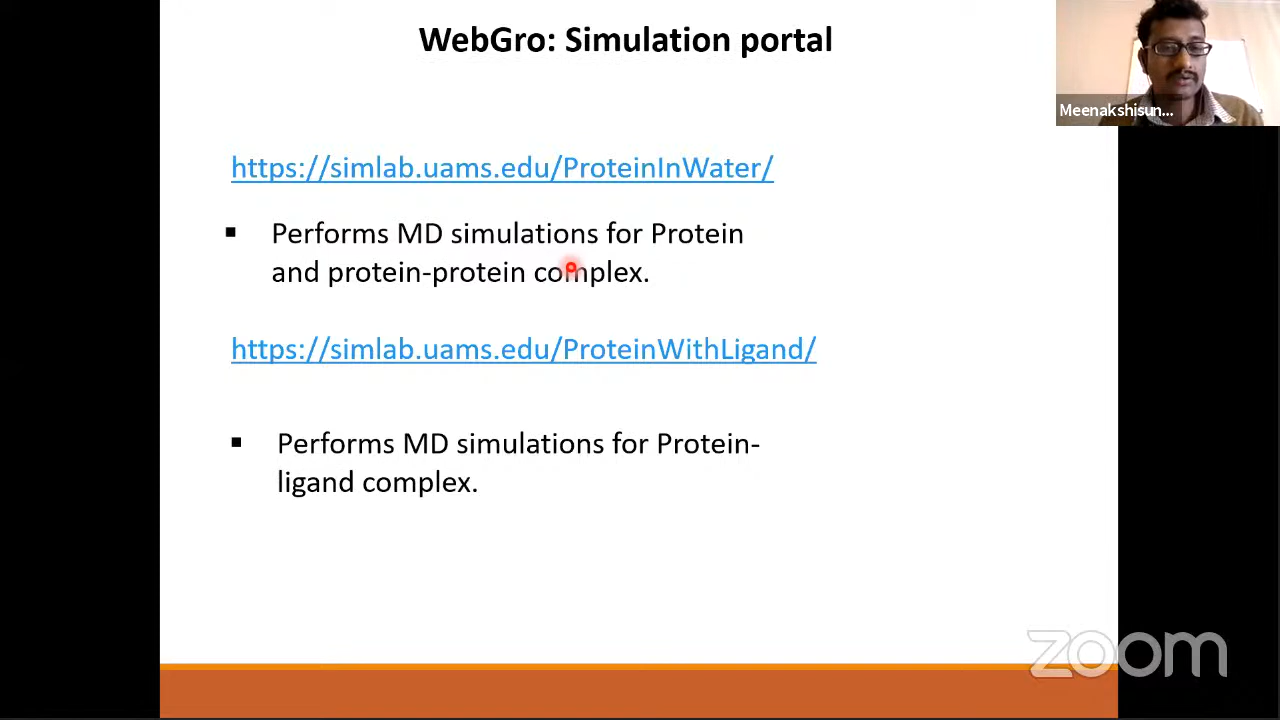 WebGro: Simulation portal
Meenakshisun...
https://simlab.uams.edu/ProteinInWater/
▪ Performs MD simulations for Protein
and protein-protein complex.
https://simlab.uams.edu/ProteinWithLigand/
▪ Performs MD simulations for Protein-
ligand complex.
zoom